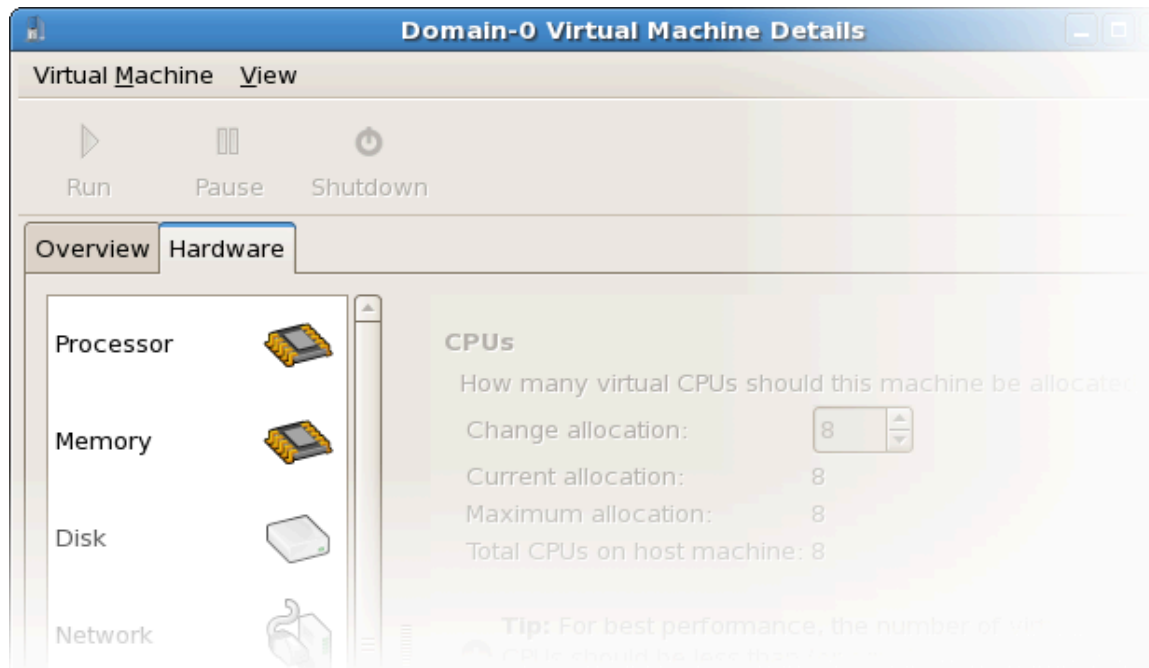 Domain-0 Virtual Machine Details
Virtual Machine View
Run Pause Shutdown
Overview Hardware
Processor
Memory
Disk
Network
CPUs
How many virtual CPUs should this machine be allocated
Change allocation: 8
Current allocation: 8
Maximum allocation: 8
Total CPUs on host machine: 8
Tip: For best performance, the number of
CPUs should be less than